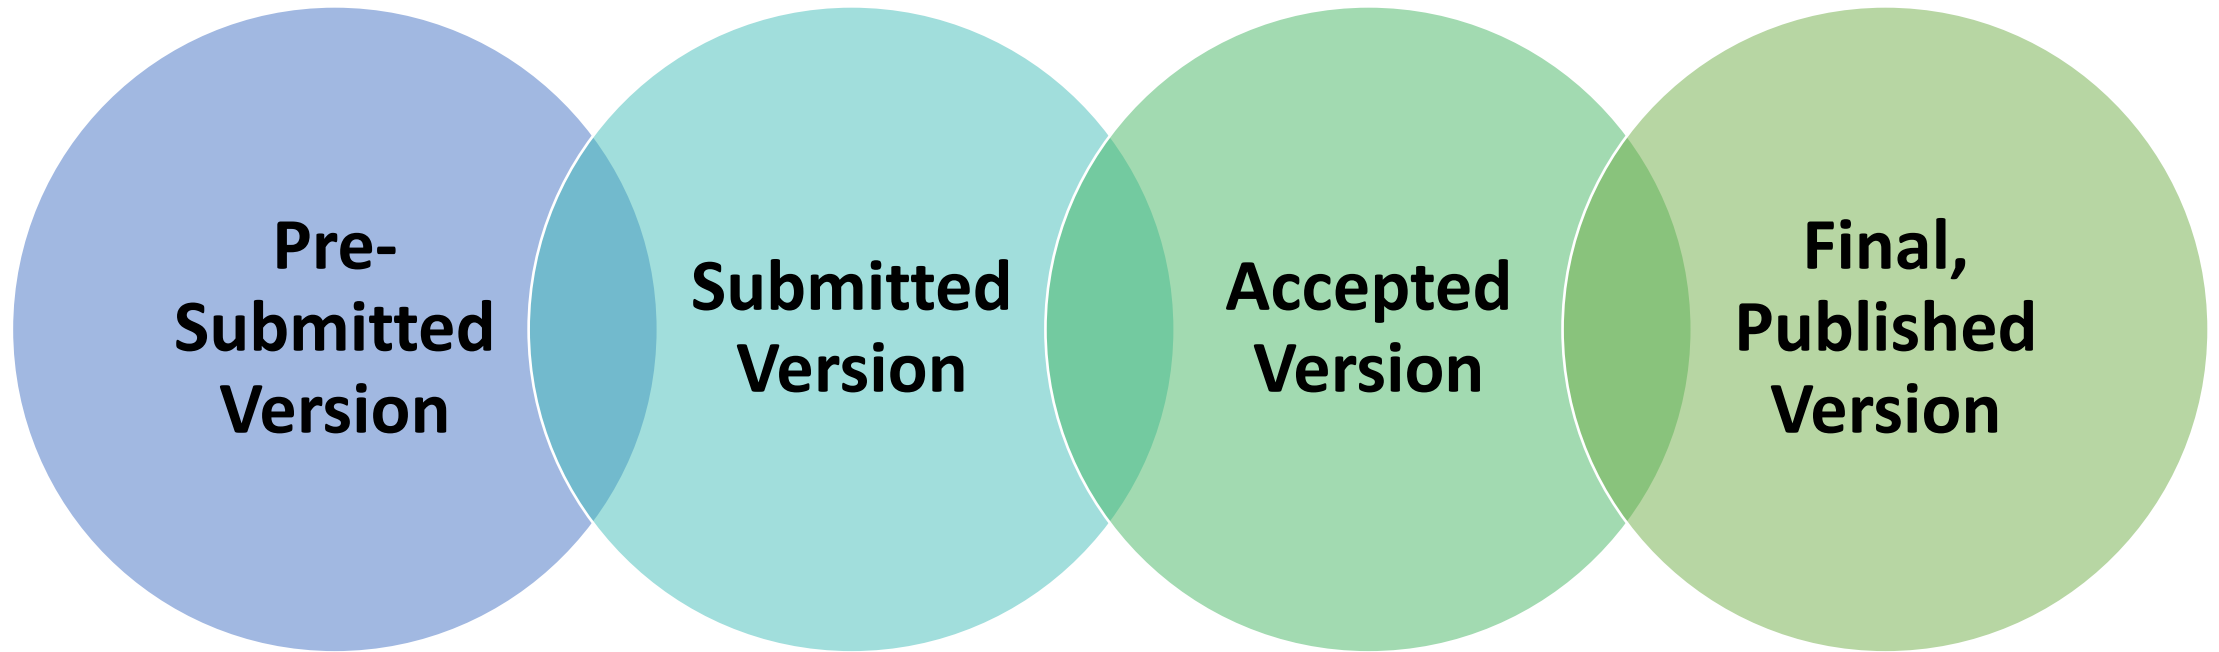 Pre-
Submitted
Version
Submitted
Version
Accepted
Version
Final,
Published
Version